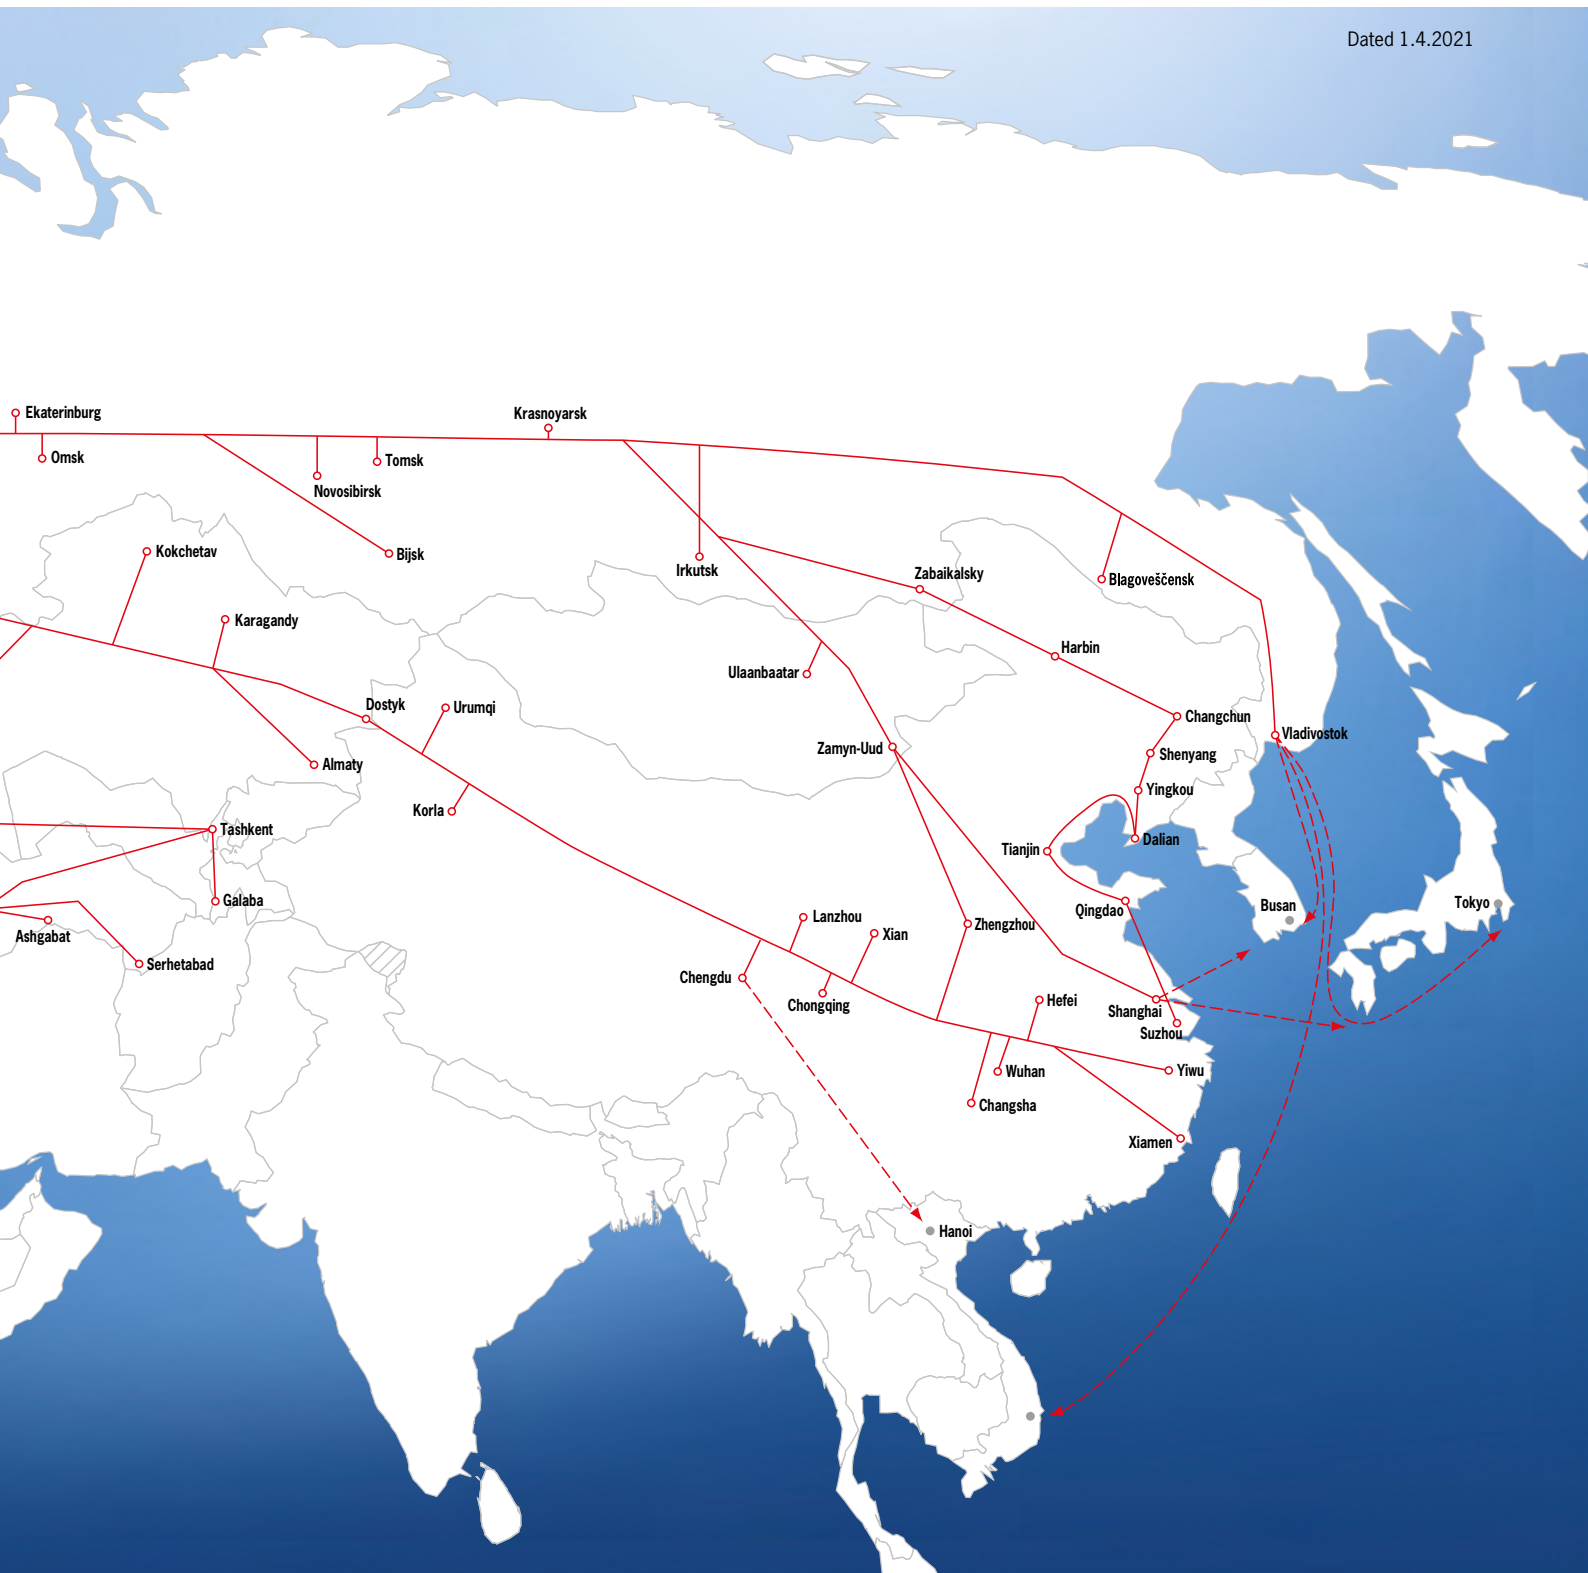 Dated 1.4.2021
Ekaterinburg
Krasnoyarsk
Omsk
Tomsk
Novosibirsk
Bijsk
Kokchetav
Irkutsk
Zabaikalsky
Blagoveščensk
Karagandy
Harbin
Ulaanbaatar
Dostyk
Urumqi
Changchun
Vladivostok
Zamyn-Uud
Shenyang
Almaty
Yingkou
Korla
Tashkent
Tianjin
Dalian
Galaba
Lanzhou
Qingdao
Busan
Tokyo
Ashgabat
Xian
Zhengzhou
Serhetabad
Chengdu
Chongqing
Hefei
Shanghai
Suzhou
Wuhan
Yiwu
Changsha
Xiamen
Hanoi